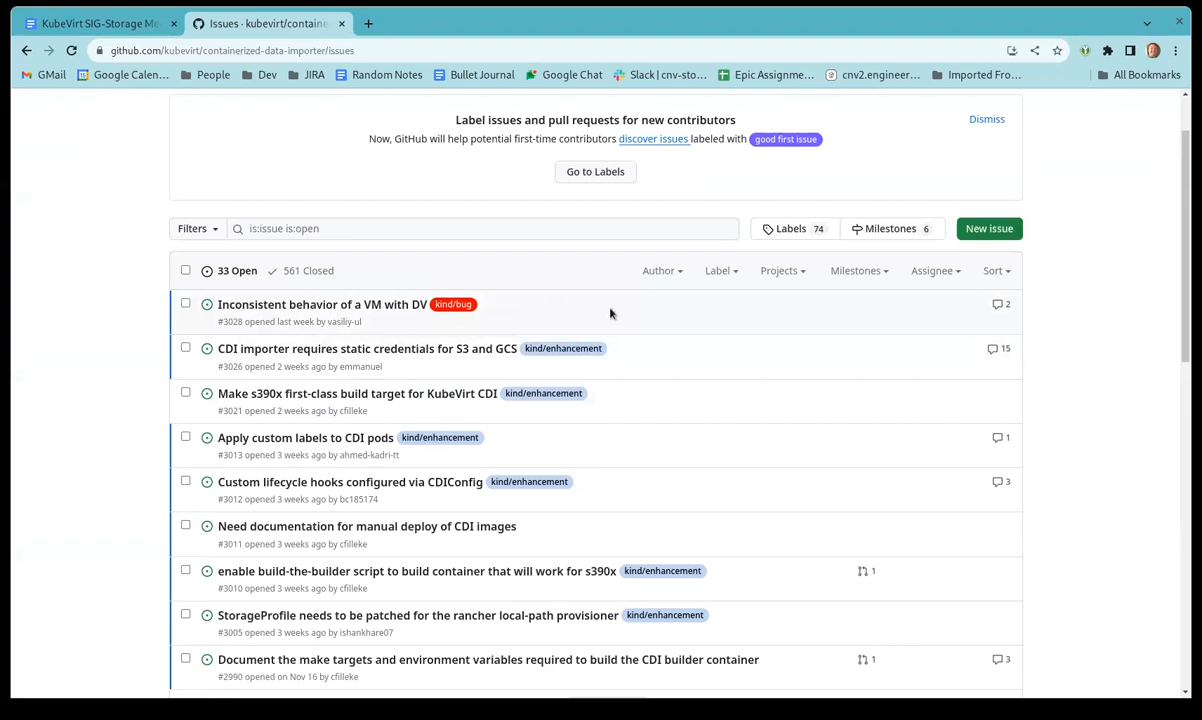 KubeVirt SIG-Storage Me
Issues · kubevirt/containe
github.com/kubevirt/containerized-data-importer/issues
GMail
Google Calen...
People
Dev
JIRA
Random Notes
Bullet Journal
Google Chat
Slack | cnv-sto...
Epic Assignme...
cnv2.engineer...
Imported Fro...
All Bookmarks
Label issues and pull requests for new contributors
Dismiss
Now, GitHub will help potential first-time contributors discover issues labeled with good first issue
Go to Labels
Filters
is:issue is:open
Labels 74
Milestones 6
New issue
33 Open
561 Closed
Author
Label
Projects
Milestones
Assignee
Sort
Inconsistent behavior of a VM with DV kind/bug
2
#3028 opened last week by vasiliy-ul
CDI importer requires static credentials for S3 and GCS kind/enhancement
15
#3026 opened 2 weeks ago by emmanuel
Make s390x first-class build target for KubeVirt CDI kind/enhancement
#3021 opened 2 weeks ago by cfilleke
Apply custom labels to CDI pods kind/enhancement
1
#3013 opened 3 weeks ago by ahmed-kadri-tt
Custom lifecycle hooks configured via CDIConfig kind/enhancement
3
#3012 opened 3 weeks ago by bc185174
Need documentation for manual deploy of CDI images
#3011 opened 3 weeks ago by cfilleke
enable build-the-builder script to build container that will work for s390x kind/enhancement
1
#3010 opened 3 weeks ago by cfilleke
StorageProfile needs to be patched for the rancher local-path provisioner kind/enhancement
#3005 opened 3 weeks ago by ishankhare07
Document the make targets and environment variables required to build the CDI builder container
1
3
#2990 opened on Nov 16 by cfilleke